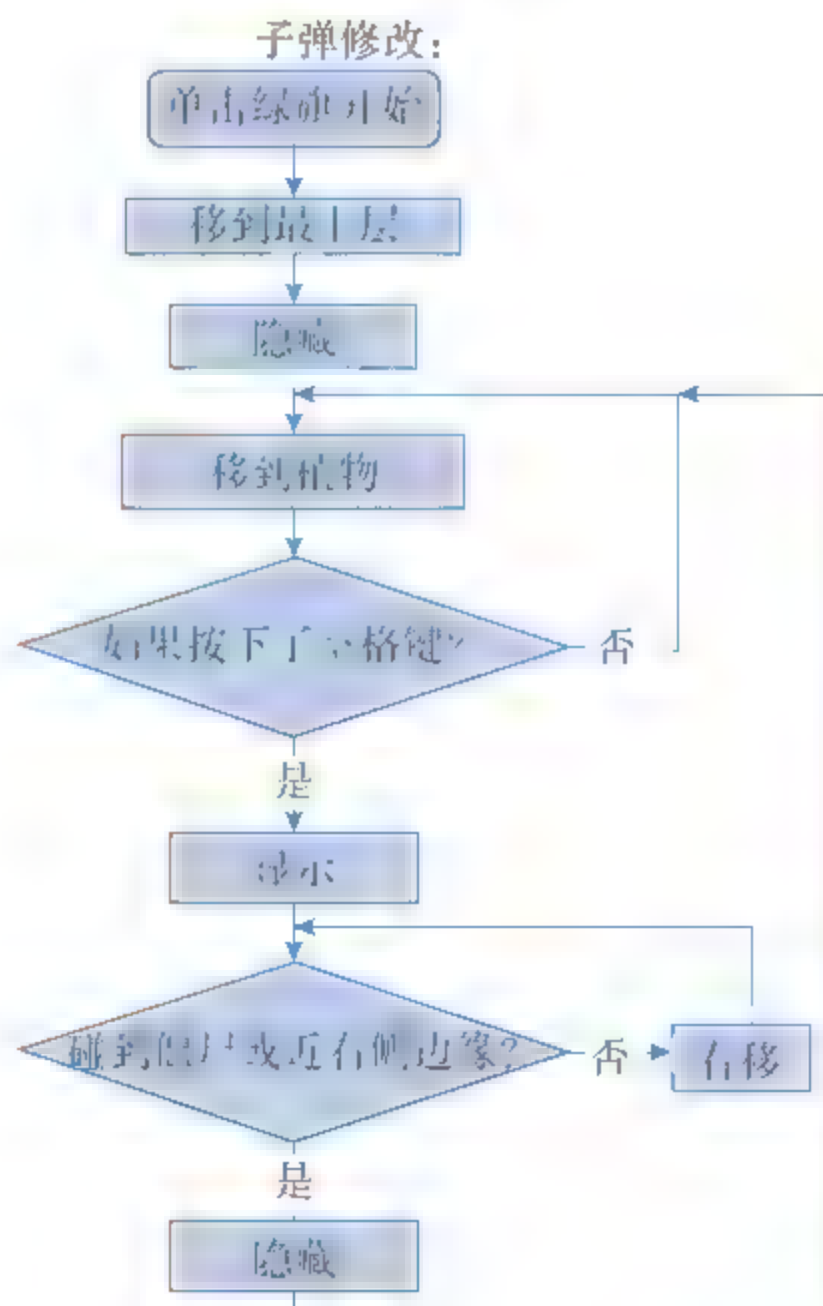 子弹修改：
单击绿旗开始
移到最上层
隐藏
移到植物
如果按下了空格键？
否
是
显示
碰到僵尸或近右侧边缘？
否
右移
是
隐藏